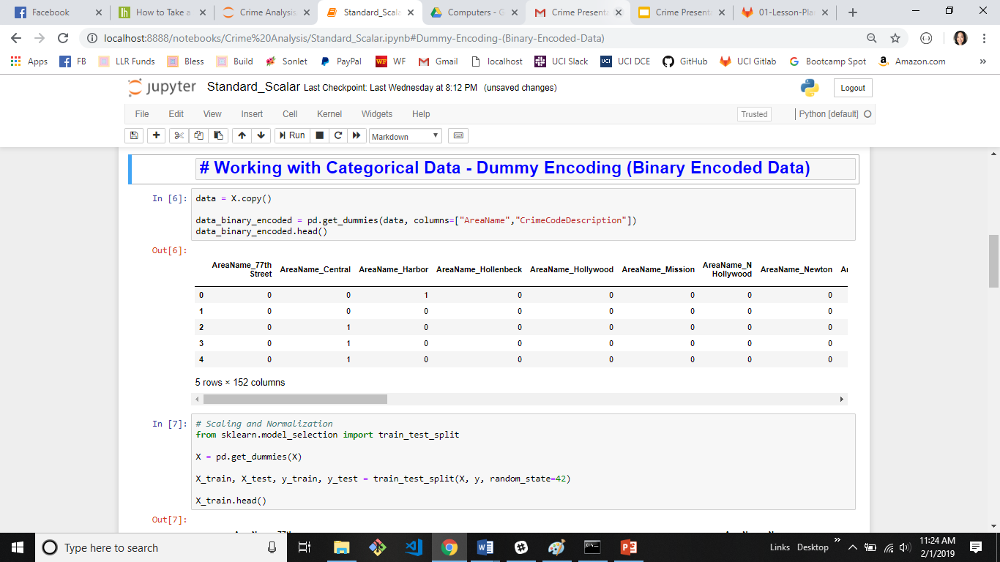 Facebook
How to Take a
Crime Analysis
Standard_Scala
Computers - G
Crime Presenta
Crime Presenta
01-Lesson-Pla
localhost:8888/notebooks/Crime%20Analysis/Standard_Scalar.ipynb#Dummy-Encoding-(Binary-Encoded-Data)
Apps FB LLR Funds Bless Build Sonlet PayPal WF WF Gmail localhost UCI Slack UCI UCI DCE GitHub UCI Gitlab Bootcamp Spot Amazon.com »
jupyter Standard_Scalar Last Checkpoint: Last Wednesday at 8:12 PM (unsaved changes) Logout
File Edit View Insert Cell Kernel Widgets Help Trusted Python [default]
Run Markdown
# Working with Categorical Data - Dummy Encoding (Binary Encoded Data)
In [6]: data = X.copy()
data_binary_encoded = pd.get_dummies(data, columns=["AreaName","CrimeCodeDescription"])
data_binary_encoded.head()
Out[6]:
AreaName_77th Street AreaName_Central AreaName_Harbor AreaName_Hollenbeck AreaName_Hollywood AreaName_Mission AreaName_N Hollywood AreaName_Newton Ar
0 0 0 1 0 0 0 0 0
1 0 0 0 0 0 0 0 0
2 0 1 0 0 0 0 0 0
3 0 1 0 0 0 0 0 0
4 0 1 0 0 0 0 0 0
5 rows × 152 columns
In [7]: # Scaling and Normalization
from sklearn.model_selection import train_test_split
X = pd.get_dummies(X)
X_train, X_test, y_train, y_test = train_test_split(X, y, random_state=42)
X_train.head()
Out[7]:
Type here to search
Links Desktop »
11:24 AM
2/1/2019